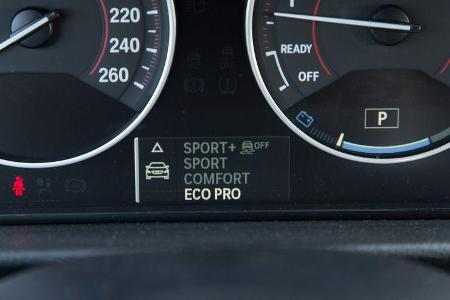 220
240
260
READY
OFF
P
SPORT+ OFF
SPORT
COMFORT
ECO PRO